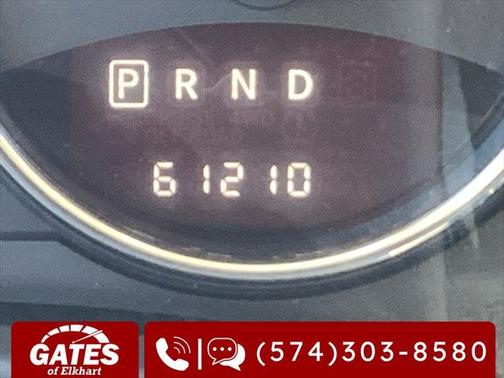 P R N D
61210
GATES
of Elkhart
(574)303-8580